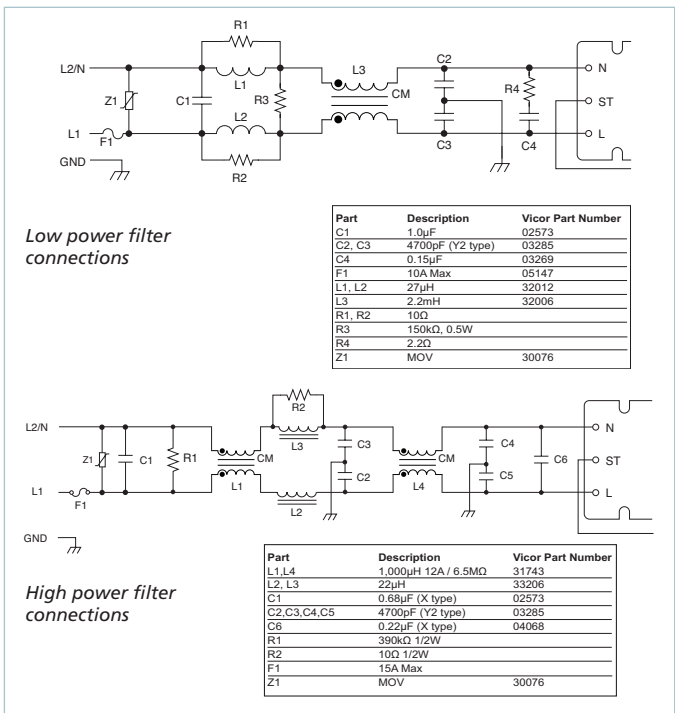 R1
L2/N
L1
L3
C2
N
Z1
C1
R3
CM
R4
ST
L2
L1
F1
C3
C4
L
GND
R2
Low power filter
connections
Part Description Vicor Part Number
C1 1.0µF 02573
C2, C3 4700pF (Y2 type) 03285
C4 0.15µF 03269
F1 10A Max 05147
L1, L2 27µH 32012
L3 2.2mH 32006
R1, R2 10Ω
R3 150kΩ, 0.5W
R4 2.2Ω
Z1 MOV 30076
R2
L2/N
N
L3
C3
C4
Z1
C1
R1
CM
CM
C6
ST
C2
C5
L1
F1
L1
L2
L4
L
GND
High power filter
connections
Part Description Vicor Part Number
L1,L4 1,000µH 12A / 6.5MΩ 31743
L2, L3 22µH 33206
C1 0.68µF (X type) 02573
C2,C3,C4,C5 4700pF (Y2 type) 03285
C6 0.22µF (X type) 04068
R1 390kΩ 1/2W
R2 10Ω 1/2W
F1 15A Max
Z1 MOV 30076